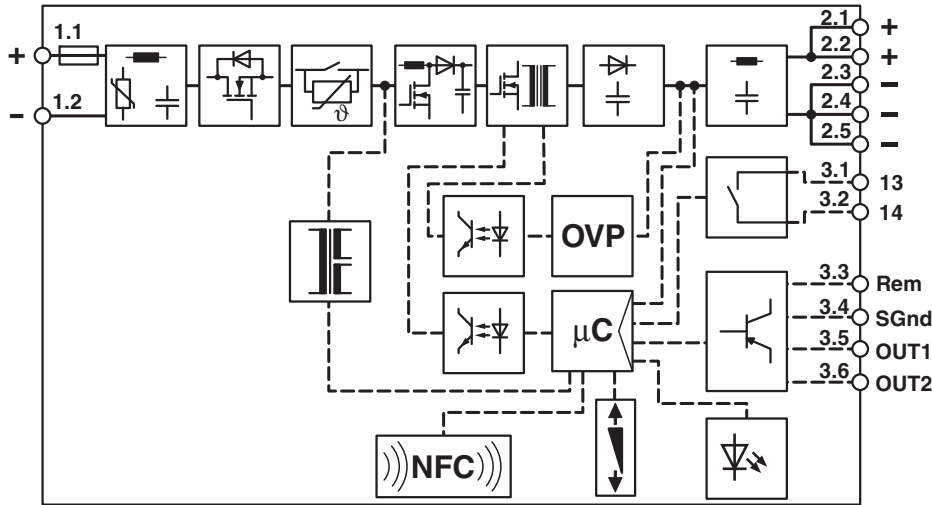 1.1
+
1.2
−
ϑ
2.1 +
2.2 +
2.3 −
2.4 −
2.5 −
3.1 13
3.2 14
OVP
3.3 Rem
µC
3.4 SGnd
3.5 OUT1
3.6 OUT2
NFC